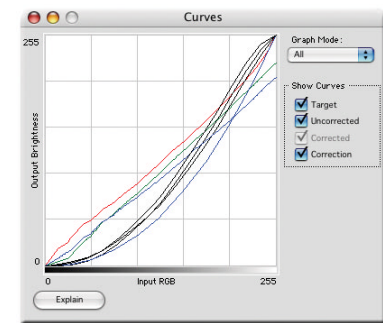 Curves
255
Output Brightness
0
0
Input RGB
255
Graph Mode:
All
Show Curves
Target
Uncorrected
Corrected
Correction
Explain